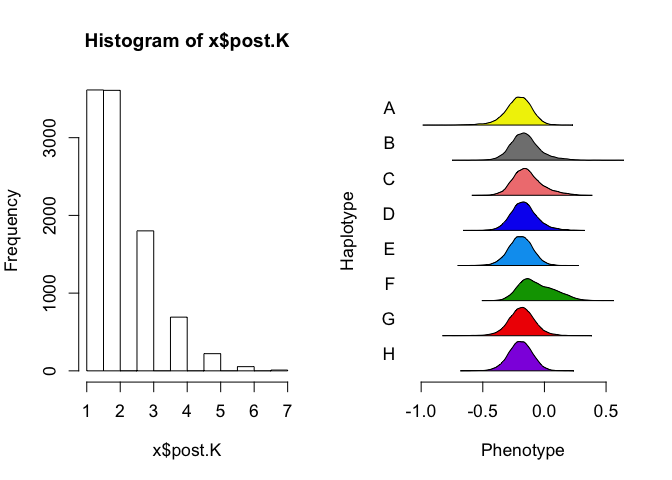 Histogram of x$post.K
Frequency
0
1000
2000
3000
1 2 3 4 5 6 7
x$post.K
Haplotype
A
B
C
D
E
F
G
H
-1.0 -0.5 0.0 0.5
Phenotype